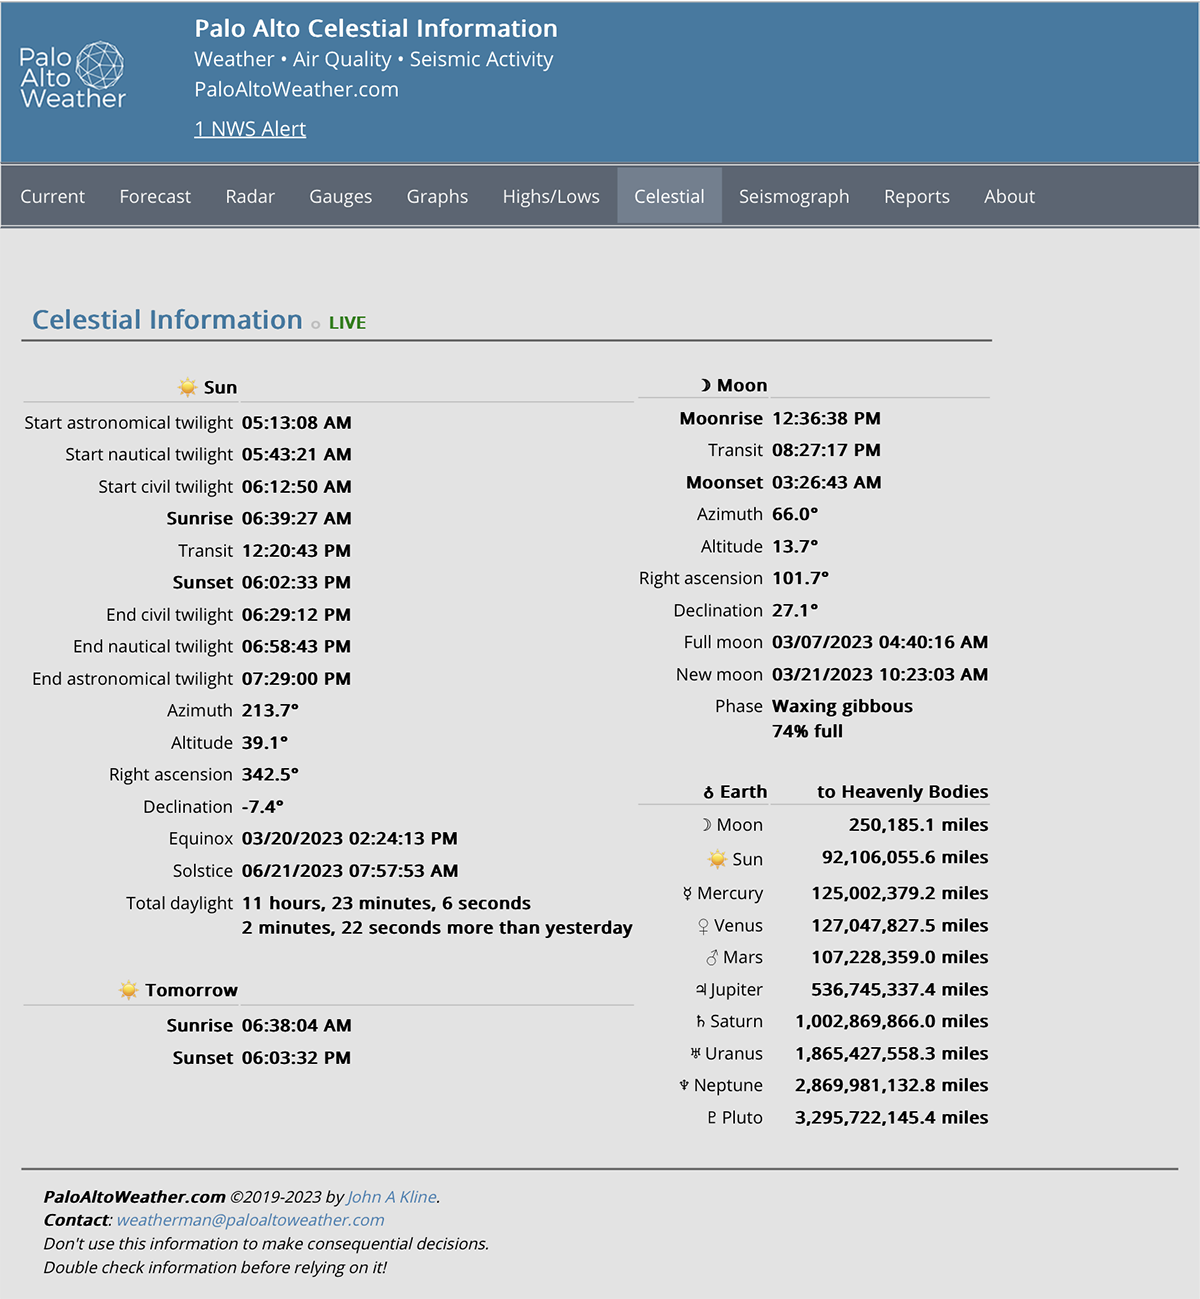 Palo
Alto
Weather
Palo Alto Celestial Information
Weather • Air Quality • Seismic Activity
PaloAltoWeather.com
1 NWS Alert
Current Forecast Radar Gauges Graphs Highs/Lows Celestial Seismograph Reports About
Celestial Information LIVE
Sun
Start astronomical twilight 05:13:08 AM
Start nautical twilight 05:43:21 AM
Start civil twilight 06:12:50 AM
Sunrise 06:39:27 AM
Transit 12:20:43 PM
Sunset 06:02:33 PM
End civil twilight 06:29:12 PM
End nautical twilight 06:58:43 PM
End astronomical twilight 07:29:00 PM
Azimuth 213.7°
Altitude 39.1°
Right ascension 342.5°
Declination -7.4°
Equinox 03/20/2023 02:24:13 PM
Solstice 06/21/2023 07:57:53 AM
Total daylight 11 hours, 23 minutes, 6 seconds
2 minutes, 22 seconds more than yesterday
Tomorrow
Sunrise 06:38:04 AM
Sunset 06:03:32 PM
☽ Moon
Moonrise 12:36:38 PM
Transit 08:27:17 PM
Moonset 03:26:43 AM
Azimuth 66.0°
Altitude 13.7°
Right ascension 101.7°
Declination 27.1°
Full moon 03/07/2023 04:40:16 AM
New moon 03/21/2023 10:23:03 AM
Phase Waxing gibbous
74% full
♁ Earth to Heavenly Bodies
☽ Moon 250,185.1 miles
Sun 92,106,055.6 miles
☿ Mercury 125,002,379.2 miles
♀ Venus 127,047,827.5 miles
♂ Mars 107,228,359.0 miles
♃ Jupiter 536,745,337.4 miles
♄ Saturn 1,002,869,866.0 miles
♅ Uranus 1,865,427,558.3 miles
♆ Neptune 2,869,981,132.8 miles
♇ Pluto 3,295,722,145.4 miles
PaloAltoWeather.com ©2019-2023 by John A Kline.
Contact: weatherman@paloaltoweather.com
Don't use this information to make consequential decisions.
Double check information before relying on it!